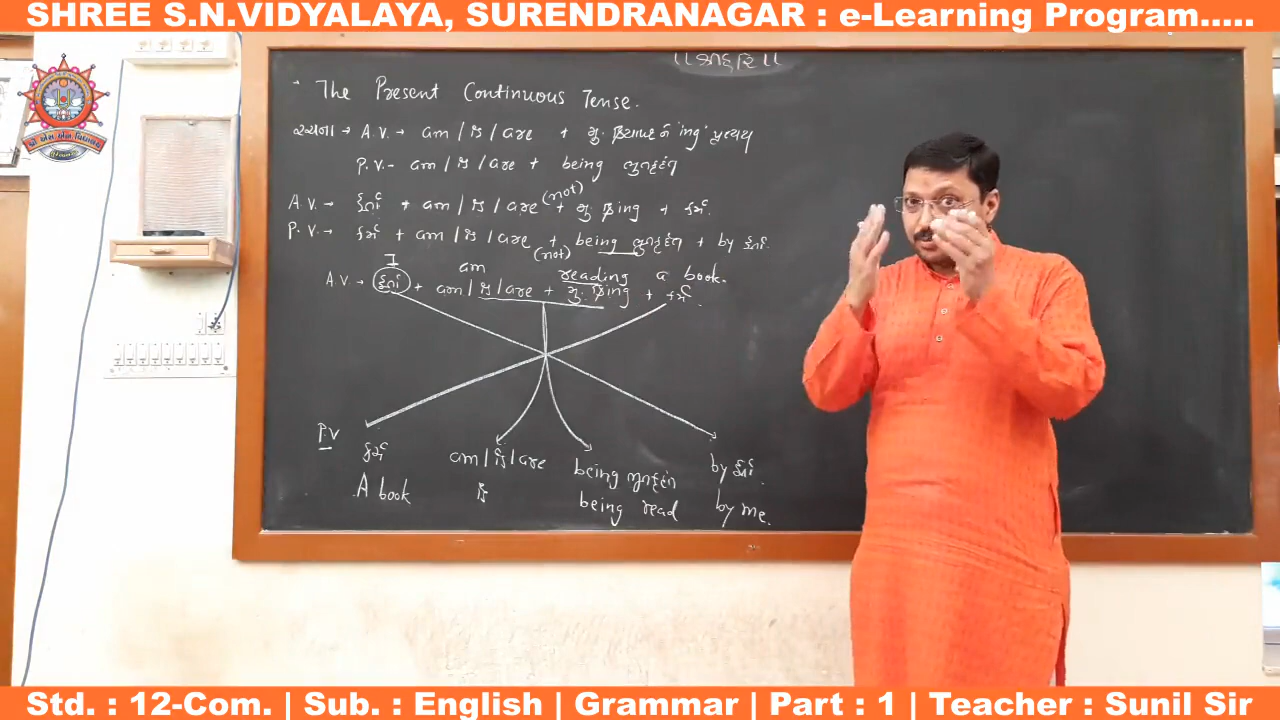 SHREE S.N.VIDYALAYA, SURENDRANAGAR : e-Learning Program.....
।। શ્રી હરિ ।।
The Present Continuous Tense.
રચના → A.V. → am / is / are + મુ. ક્રિયાપદને 'ing' પ્રત્યય
P.V. - am / is / are + being ભૂતકૃદંત
A.V. → કર્તા + am / is / are (not) + મુ. ક્રિ ing + કર્મ.
P.V. → કર્મ + am / is / are (not) + being ભૂતકૃદંત + by કર્તા.
I am reading a book.
A.V. → કર્તા + am / is / are + મુ. ક્રિ ing + કર્મ.
P.V કર્મ am / is / are being ભૂતકૃદંત by કર્તા.
A book is being read by me.
Std. : 12-Com. | Sub. : English | Grammar | Part : 1 | Teacher : Sunil Sir